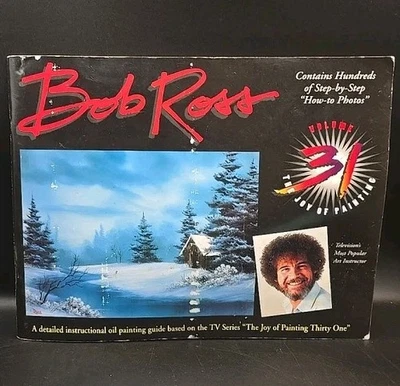 Bob Ross
Contains Hundreds
of Step-by-Step
"How-to Photos"
VOLUME
31
THE JOY OF PAINTING
Television's
Most Popular
Art Instructor
A detailed instructional oil painting guide based on the TV Series "The Joy of Painting Thirty One"